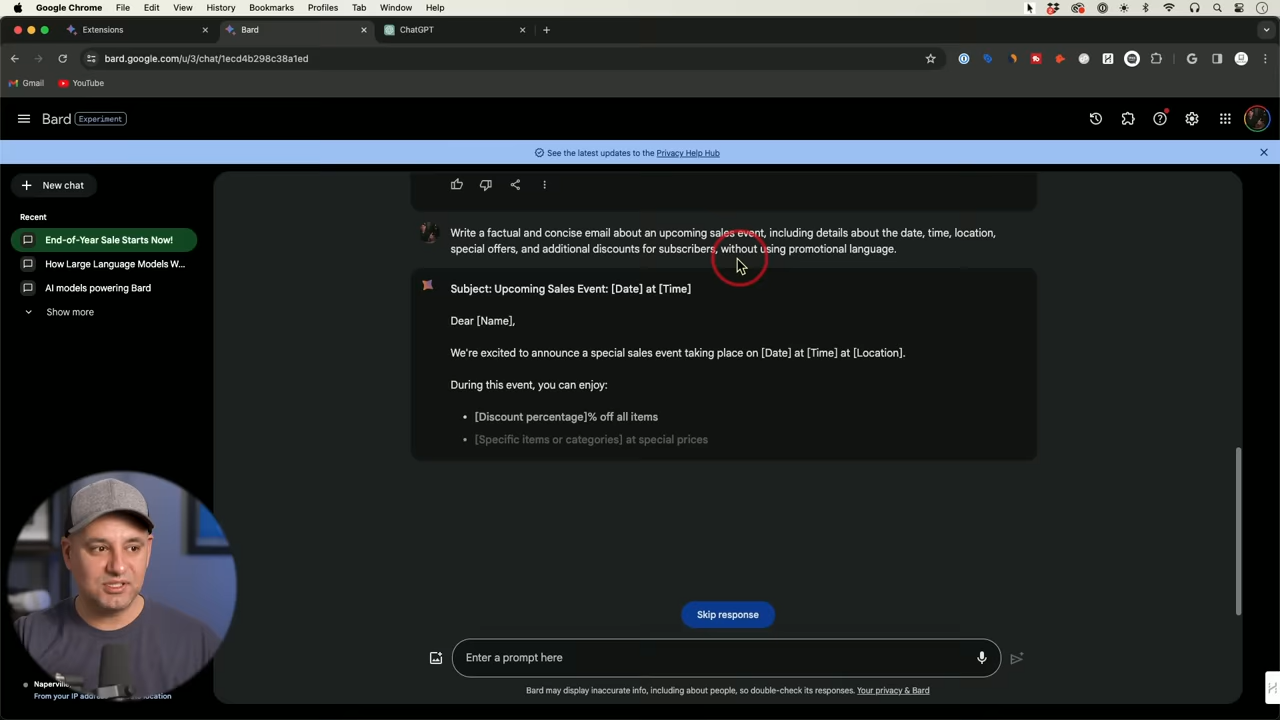 Google Chrome File Edit View History Bookmarks Profiles Tab Window Help
Extensions
Bard
ChatGPT
bard.google.com/u/3/chat/1ecd4b298c38a1ed
Gmail
YouTube
Bard Experiment
See the latest updates to the Privacy Help Hub
New chat
Recent
End-of-Year Sale Starts Now!
How Large Language Models W...
AI models powering Bard
Show more
Write a factual and concise email about an upcoming sales event, including details about the date, time, location,
special offers, and additional discounts for subscribers, without using promotional language.
Subject: Upcoming Sales Event: [Date] at [Time]
Dear [Name],
We're excited to announce a special sales event taking place on [Date] at [Time] at [Location].
During this event, you can enjoy:
• [Discount percentage]% off all items
• [Specific items or categories] at special prices
Skip response
Enter a prompt here
Bard may display inaccurate info, including about people, so double-check its responses. Your privacy & Bard
From your IP address